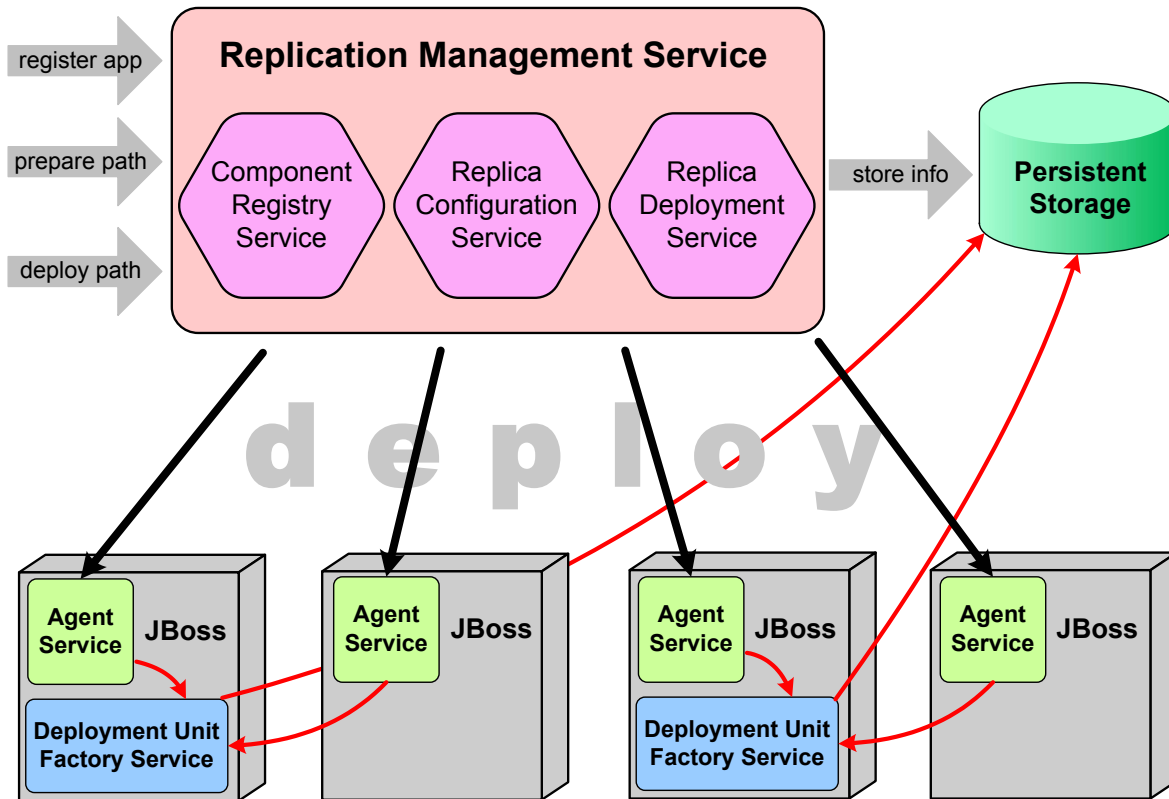 register app
prepare path
deploy path
Replication Management Service
Component
Registry
Service
Replica
Configuration
Service
Replica
Deployment
Service
store info
Persistent
Storage
deploy
Agent
Service
JBoss
Deployment Unit
Factory Service
Agent
Service
JBoss
Agent
Service
JBoss
Deployment Unit
Factory Service
Agent
Service
JBoss